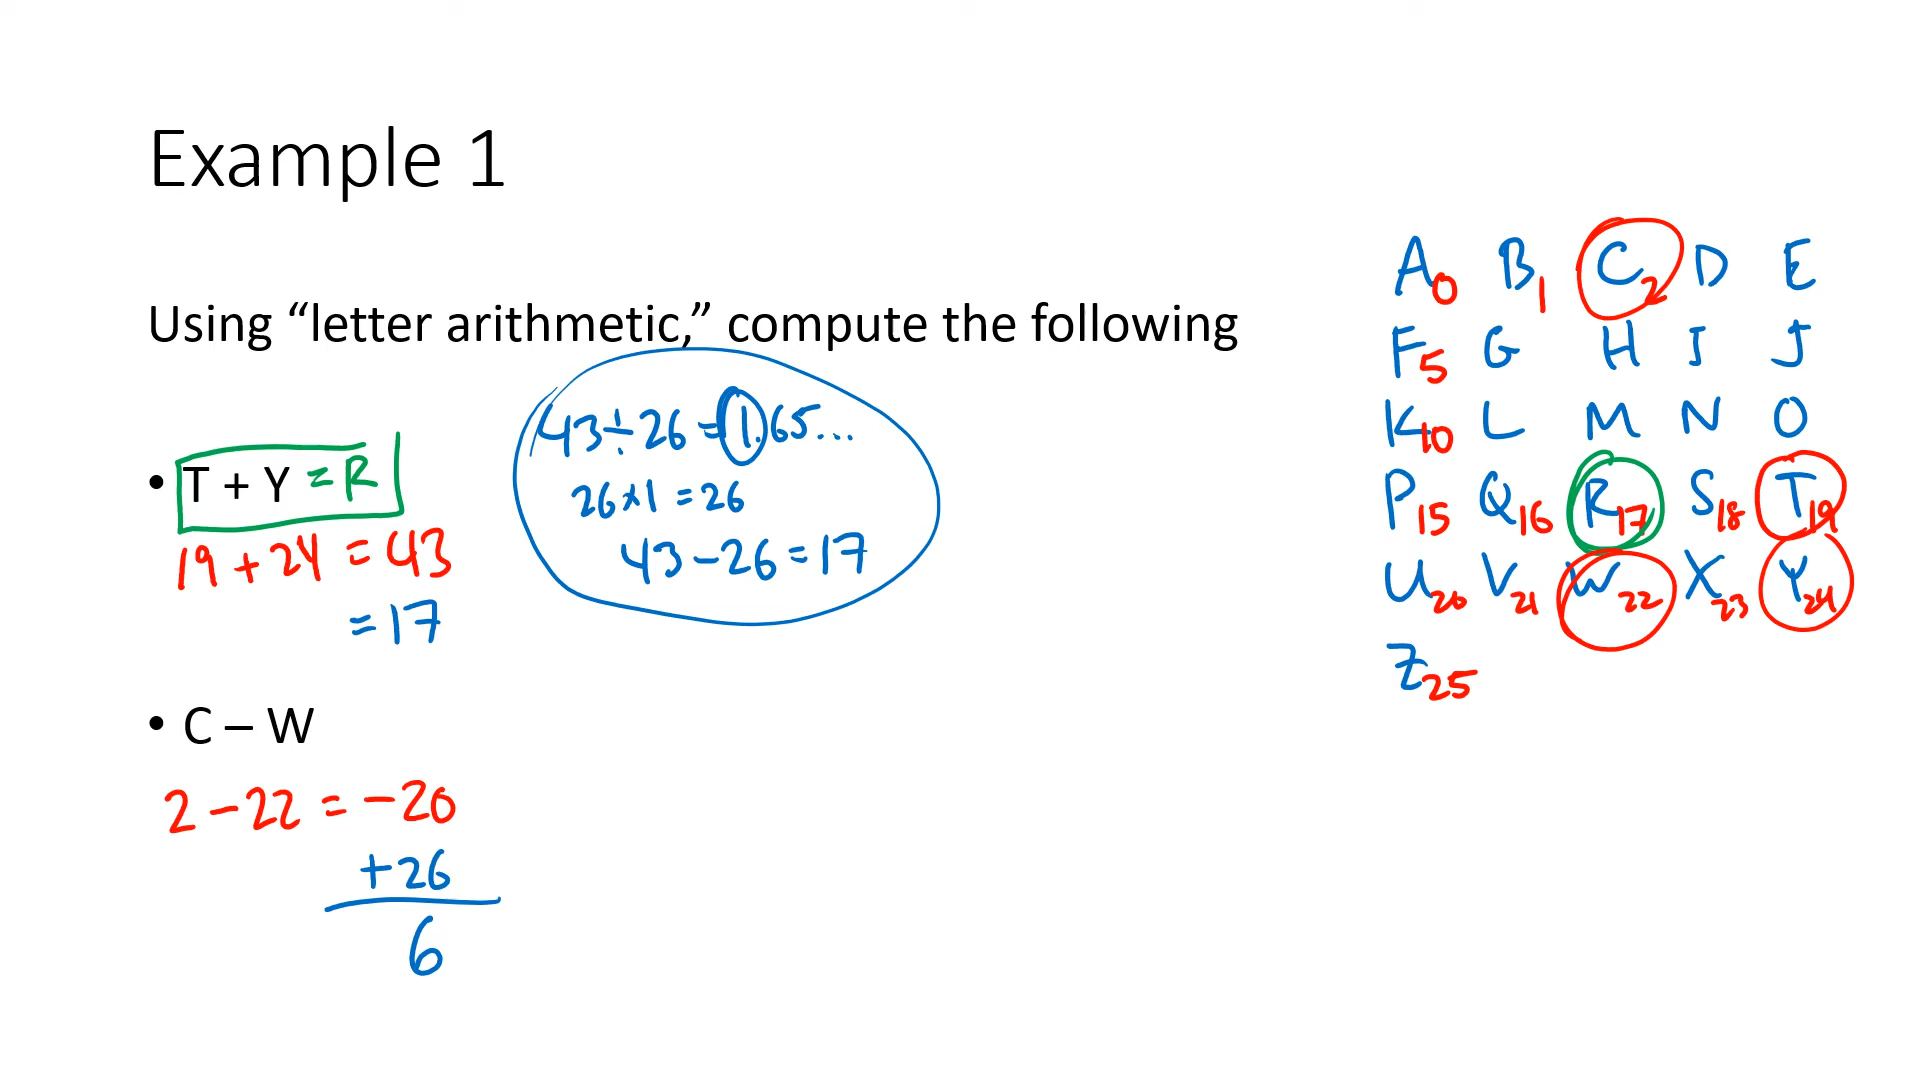 Example 1
Using “letter arithmetic,” compute the following
• T + Y = R
19 + 24 = 43
= 17
43 ÷ 26 = 1.65...
26 × 1 = 26
43 − 26 = 17
• C – W
2 − 22 = −20
+26
6
A0 B1 C2 D E
F5 G H I J
K10 L M N O
P15 Q16 R17 S18 T19
U20 V21 W22 X23 Y24
Z25